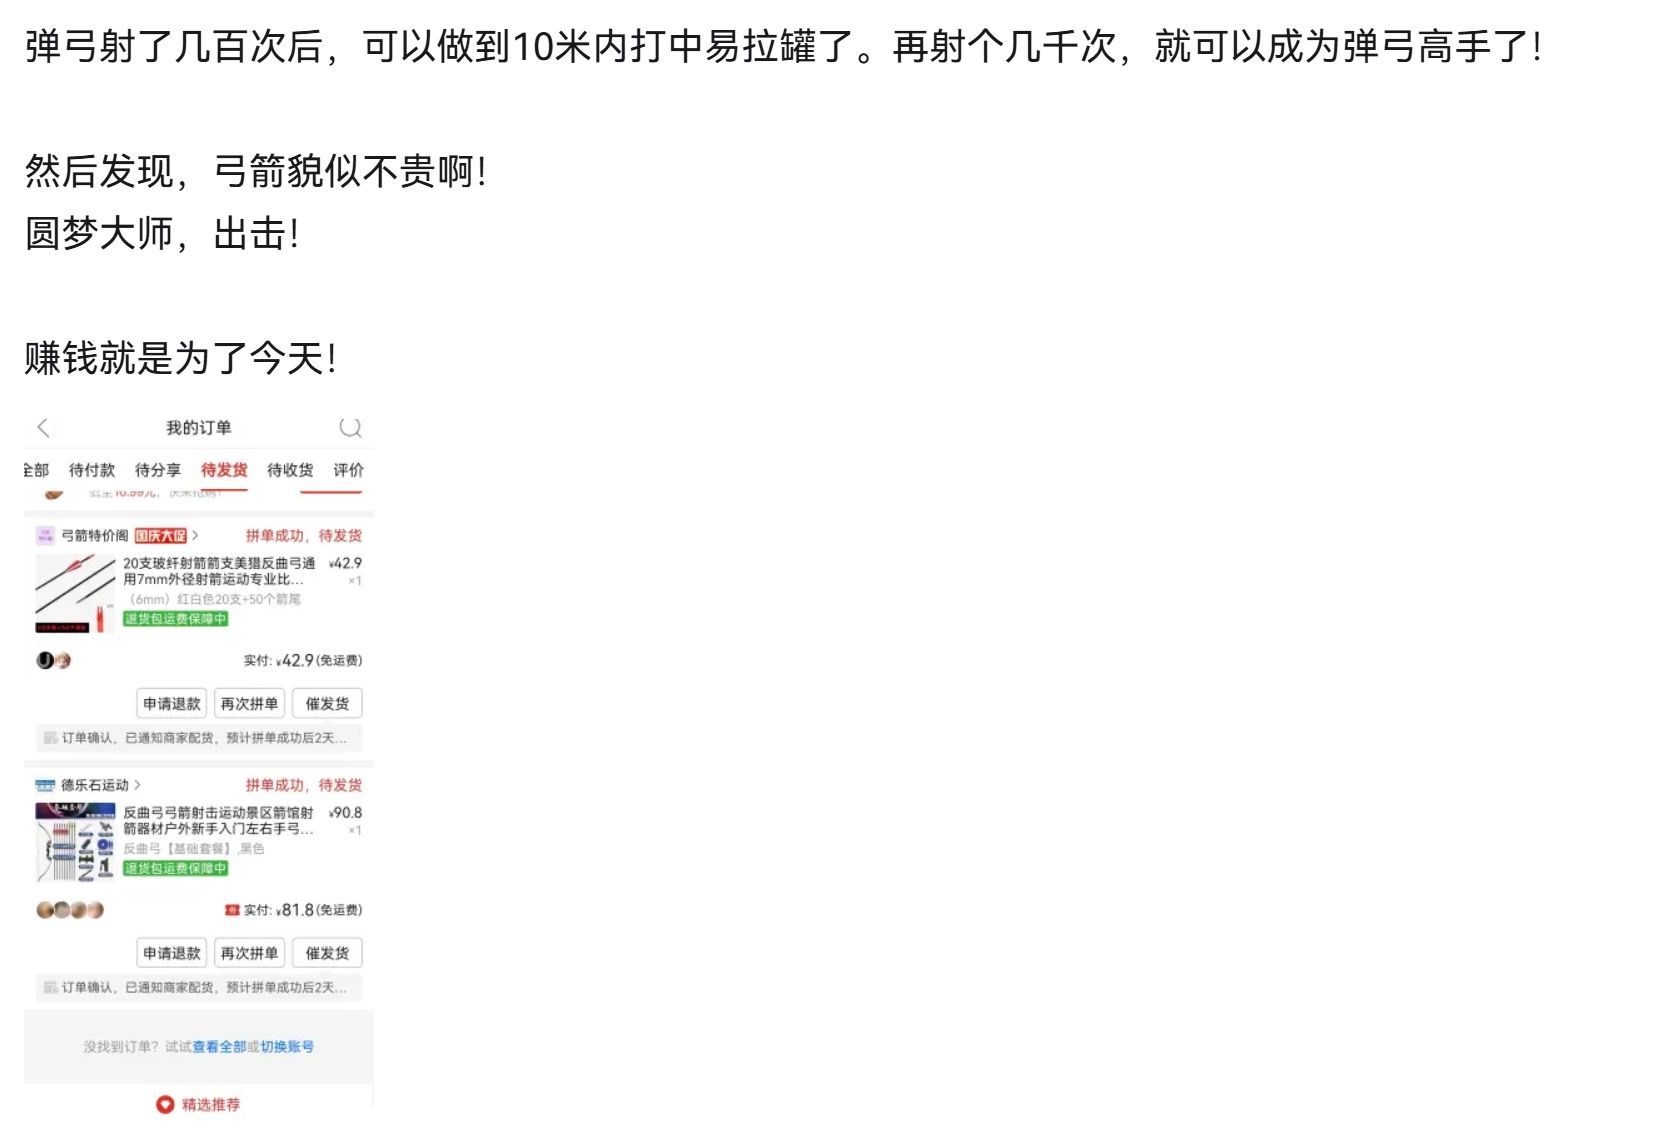 弹弓射了几百次后，可以做到10米内打中易拉罐了。再射个几千次，就可以成为弹弓高手了！
然后发现，弓箭貌似不贵啊！
圆梦大师，出击！
赚钱就是为了今天！
我的订单
全部 待付款 待分享 待发货 待收货 评价
弓箭特价阁 国庆大促 > 拼单成功，待发货
20支玻纤射箭箭支美猎反曲弓通 ¥42.9
用7mm外径射箭运动专业比... ×1
（6mm）红白色20支+50个箭尾
退货包运费保障中
实付: ¥42.9(免运费)
申请退款 再次拼单 催发货
订单确认，已通知商家配货，预计拼单成功后2天...
德乐石运动 > 拼单成功，待发货
反曲弓弓箭射击运动景区箭馆射 ¥90.8
箭器材户外新手入门左右手弓... ×1
反曲弓【基础套餐】,黑色
退货包运费保障中
实付: ¥81.8(免运费)
申请退款 再次拼单 催发货
订单确认，已通知商家配货，预计拼单成功后2天...
没找到订单？试试查看全部或切换账号
精选推荐